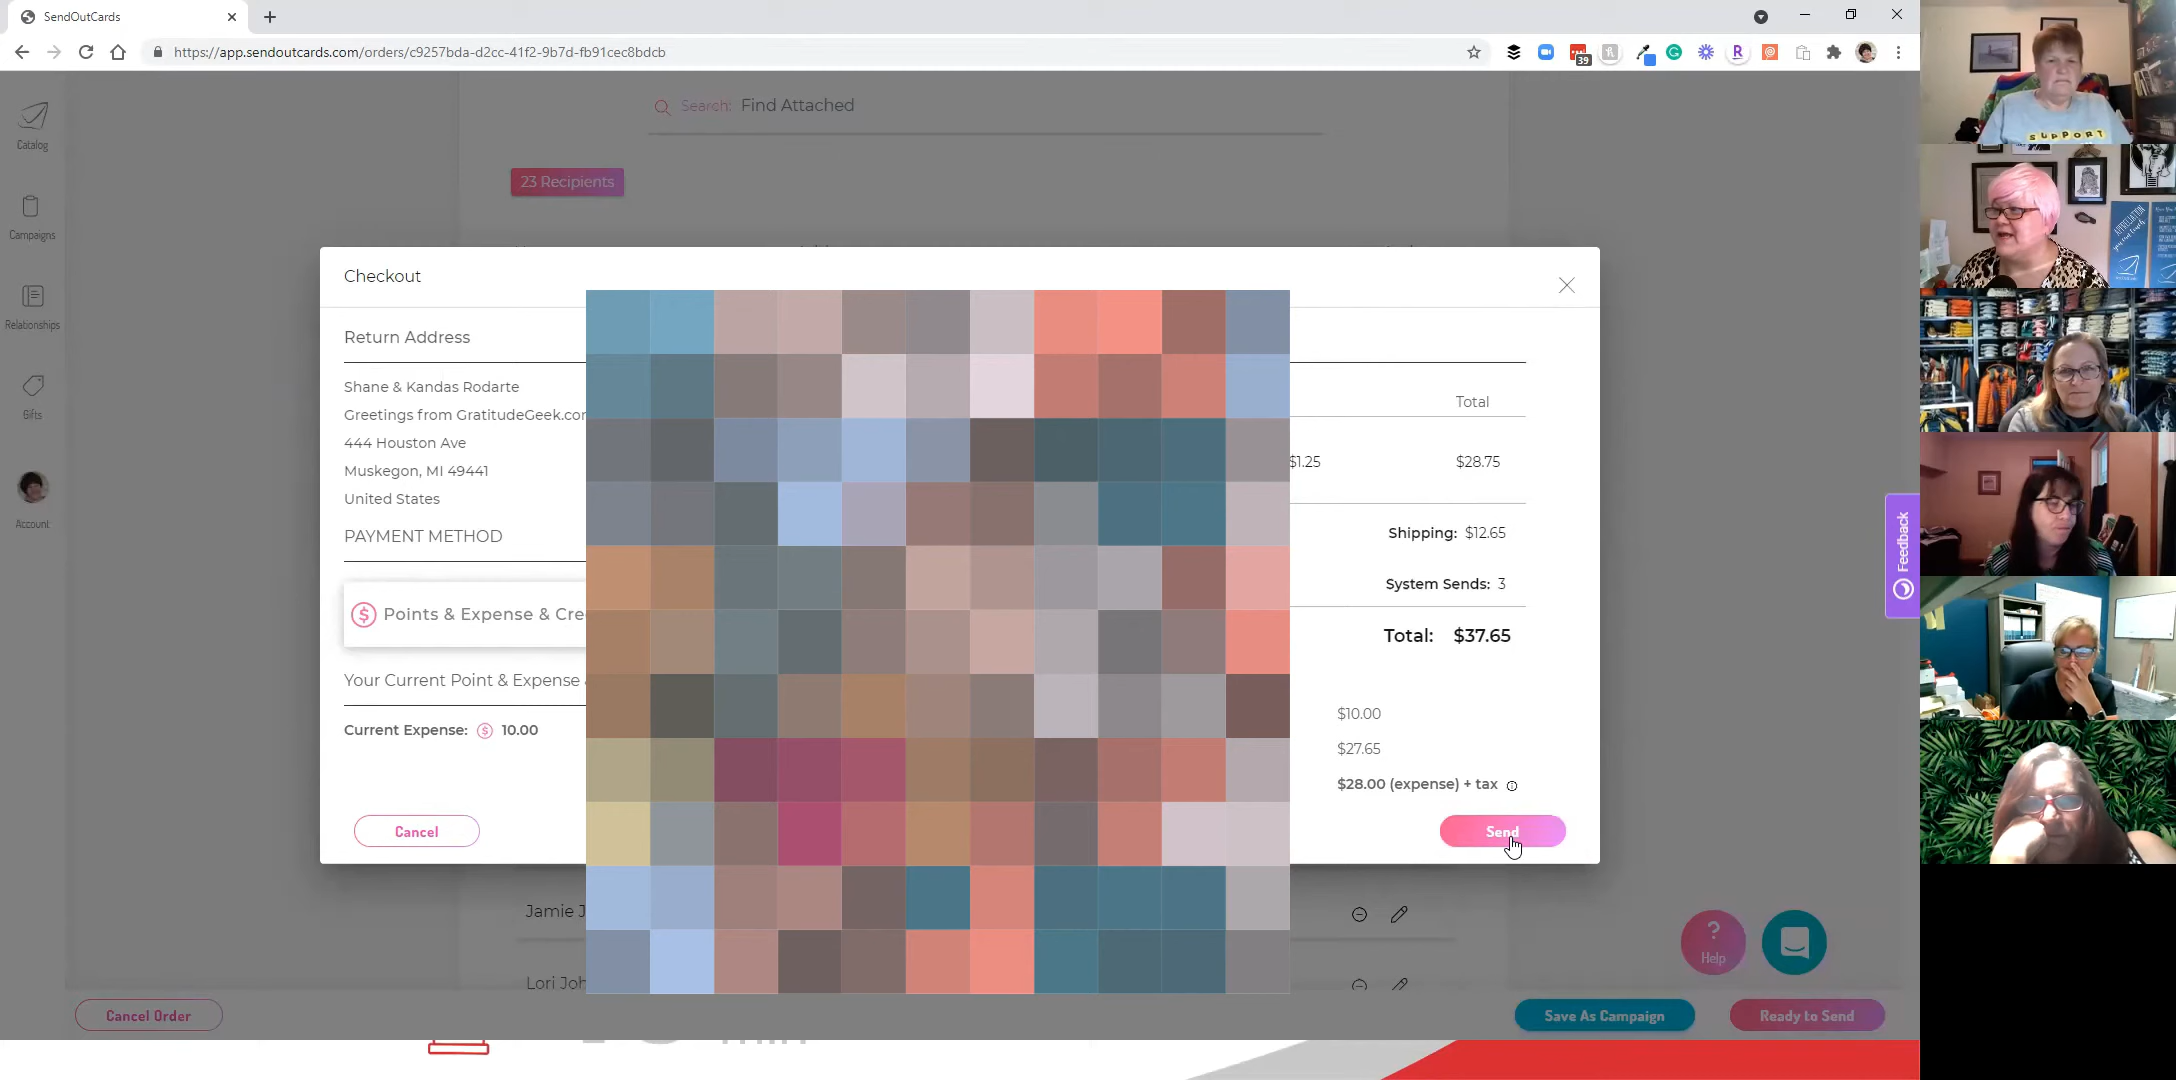 SendOutCards
https://app.sendoutcards.com/orders/c9257bda-d2cc-41f2-9b7d-fb91cec8bdcb
39
Search: Find Attached
23 Recipients
Catalog
Campaigns
Relationships
Gifts
Account
Checkout
Return Address
Shane & Kandas Rodarte
Greetings from GratitudeGeek.co
444 Houston Ave
Muskegon, MI 49441
United States
PAYMENT METHOD
Points & Expense & Cre
Your Current Point & Expense
Current Expense: 10.00
Cancel
Total
$1.25 $28.75
Shipping: $12.65
System Sends: 3
Total: $37.65
$10.00
$27.65
$28.00 (expense) + tax
Send
Jamie J
Lori Joh
Feedback
Help
Cancel Order
Save As Campaign
Ready to Send
SUPPORT
APPRECIATION